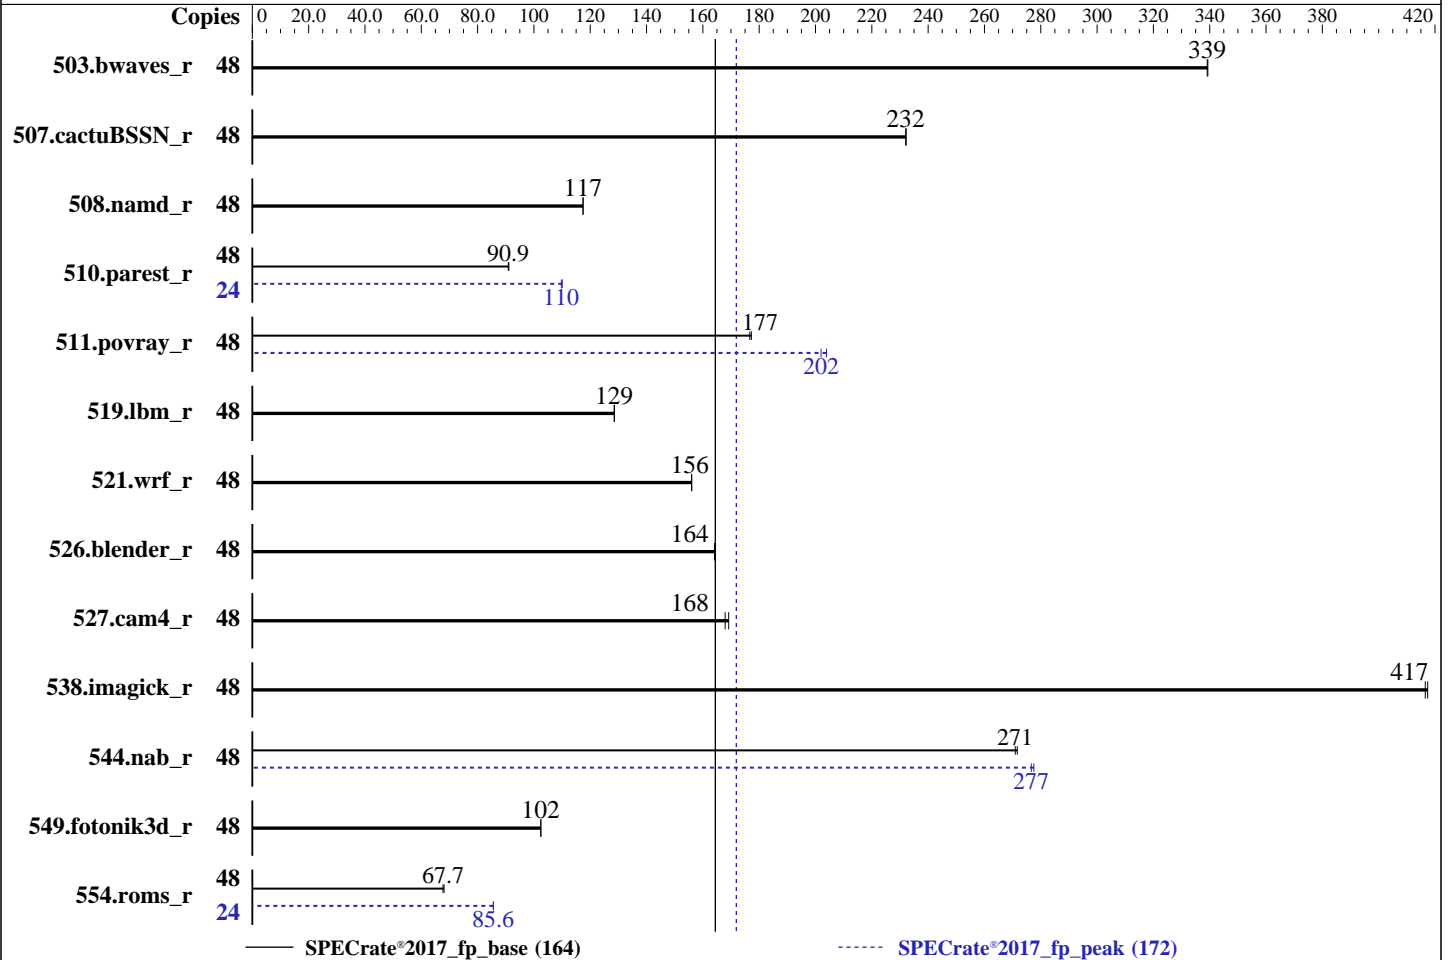 Copies 0 20.0 40.0 60.0 80.0 100 120 140 160 180 200 220 240 260 280 300 320 340 360 380 420
503.bwaves_r 48 339
507.cactuBSSN_r 48 232
508.namd_r 48 117
510.parest_r 48 90.9
24 110
511.povray_r 48 177
202
519.lbm_r 48 129
521.wrf_r 48 156
526.blender_r 48 164
527.cam4_r 48 168
538.imagick_r 48 417
544.nab_r 48 271
277
549.fotonik3d_r 48 102
554.roms_r 48 67.7
24 85.6
SPECrate®2017_fp_base (164) SPECrate®2017_fp_peak (172)